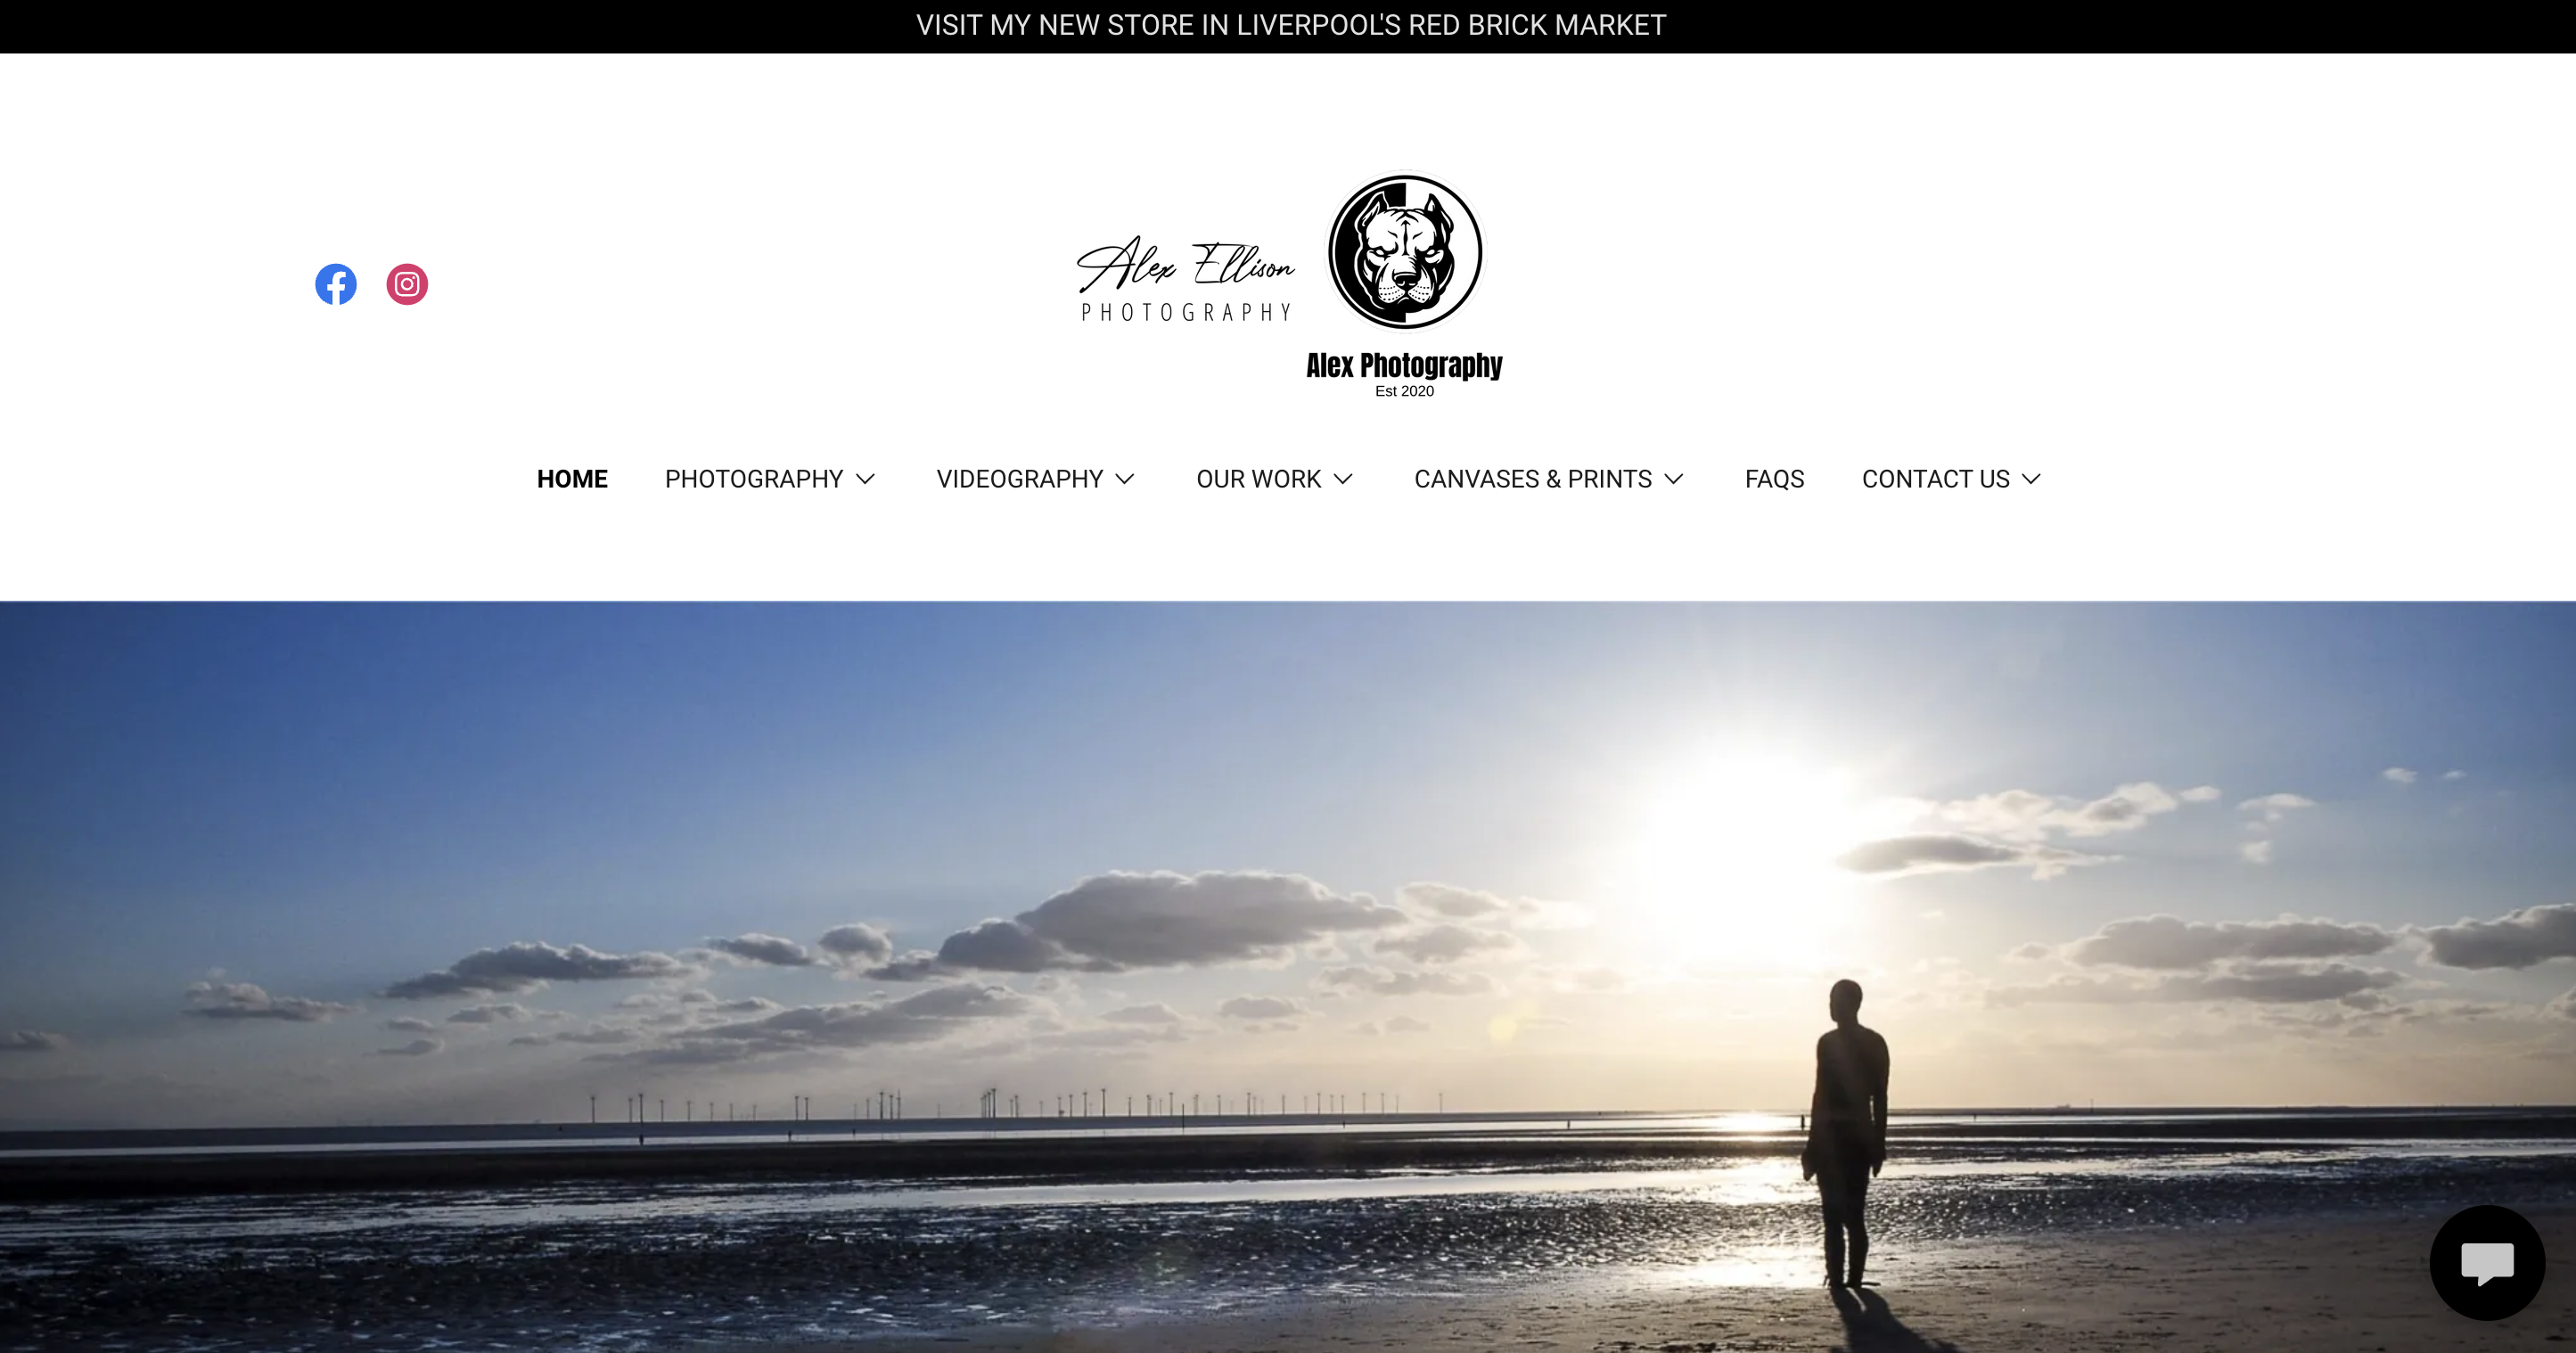 VISIT MY NEW STORE IN LIVERPOOL'S RED BRICK MARKET
Alex Ellison
PHOTOGRAPHY
Alex Photography
Est 2020
HOME PHOTOGRAPHY VIDEOGRAPHY OUR WORK CANVASES & PRINTS FAQS CONTACT US